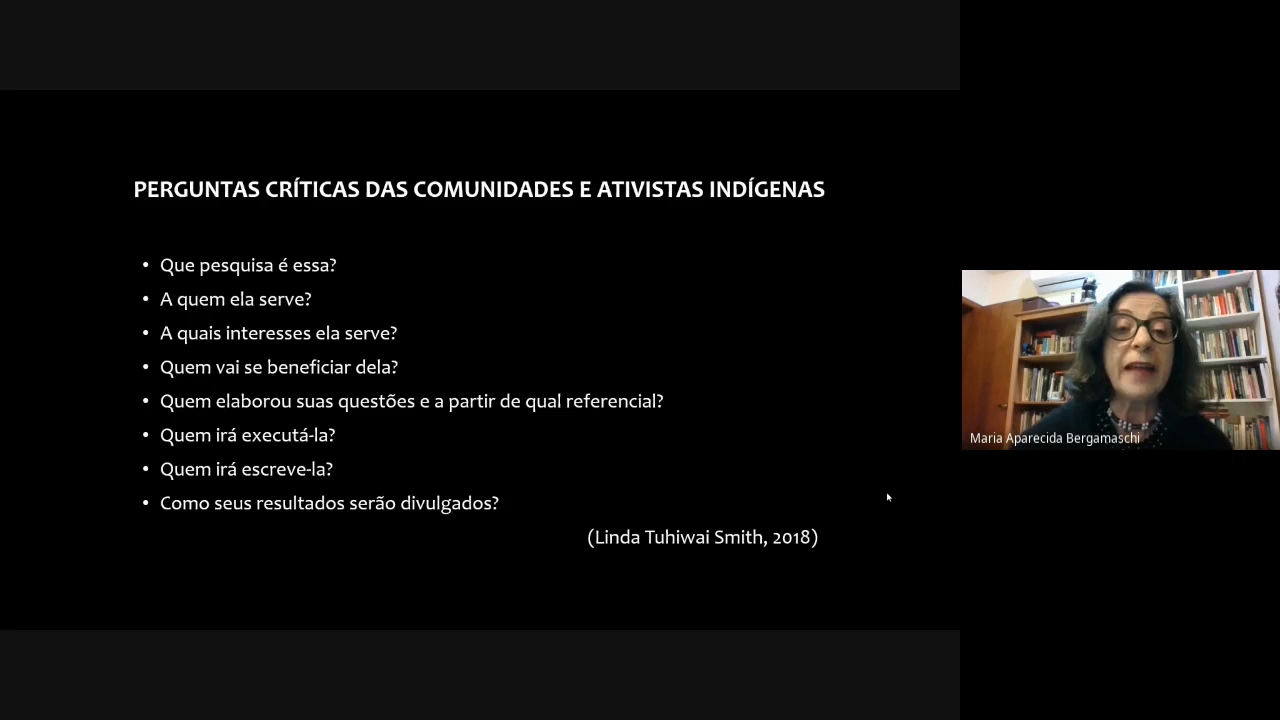 PERGUNTAS CRÍTICAS DAS COMUNIDADES E ATIVISTAS INDÍGENAS
• Que pesquisa é essa?
• A quem ela serve?
• A quais interesses ela serve?
• Quem vai se beneficiar dela?
• Quem elaborou suas questões e a partir de qual referencial?
• Quem irá executá-la?
• Quem irá escreve-la?
• Como seus resultados serão divulgados?
(Linda Tuhiwai Smith, 2018)
Maria Aparecida Bergamaschi